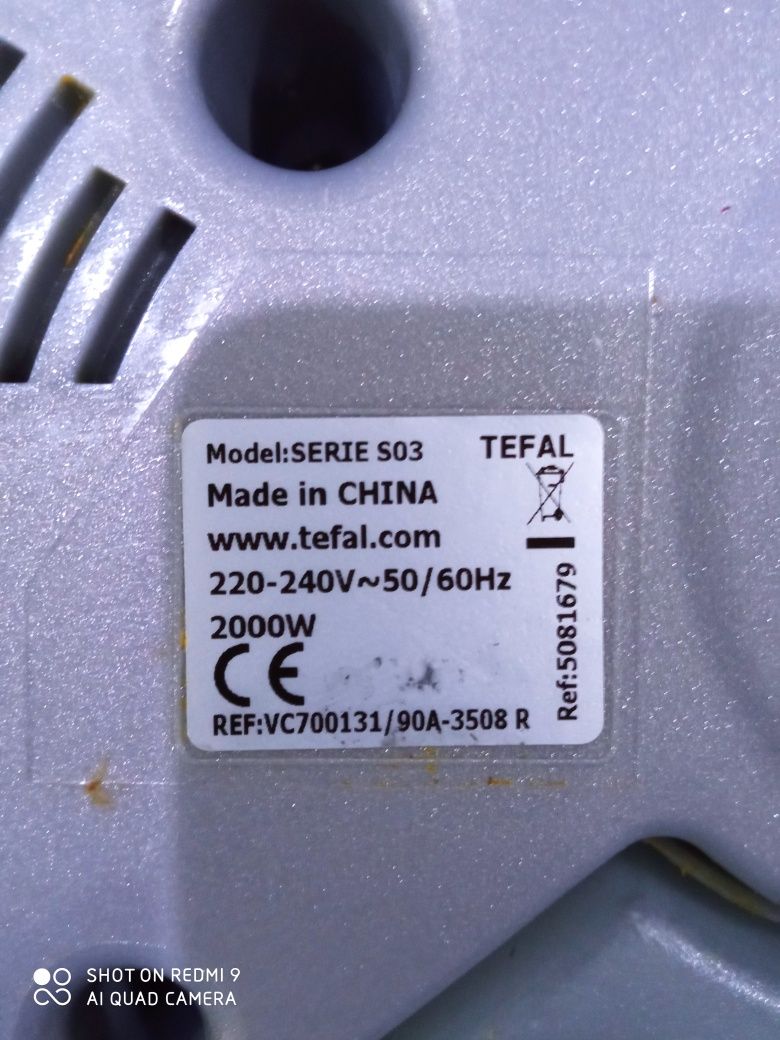 Model:SERIE S03 TEFAL
Made in CHINA
www.tefal.com
220-240V~50/60Hz
2000W
CE
REF:VC700131/90A-3508 R
Ref:5081679
SHOT ON REDMI 9
AI QUAD CAMERA